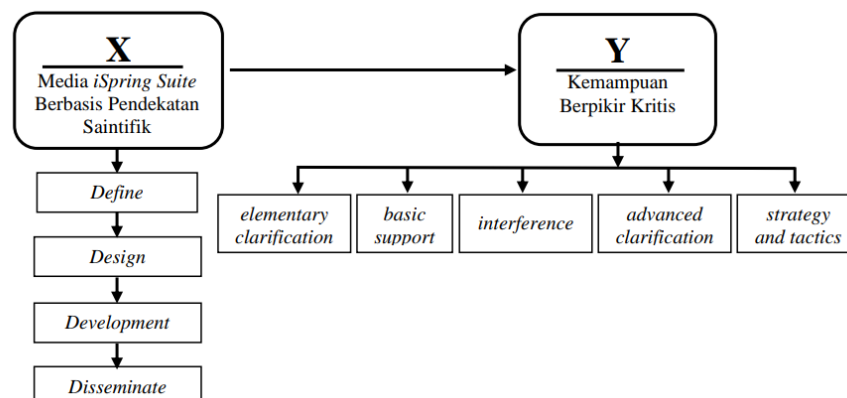 X
Media iSpring Suite
Berbasis Pendekatan
Saintifik
Y
Kemampuan
Berpikir Kritis
Define
Design
Development
Disseminate
elementary
clarification
basic
support
interference
advanced
clarification
strategy
and tactics